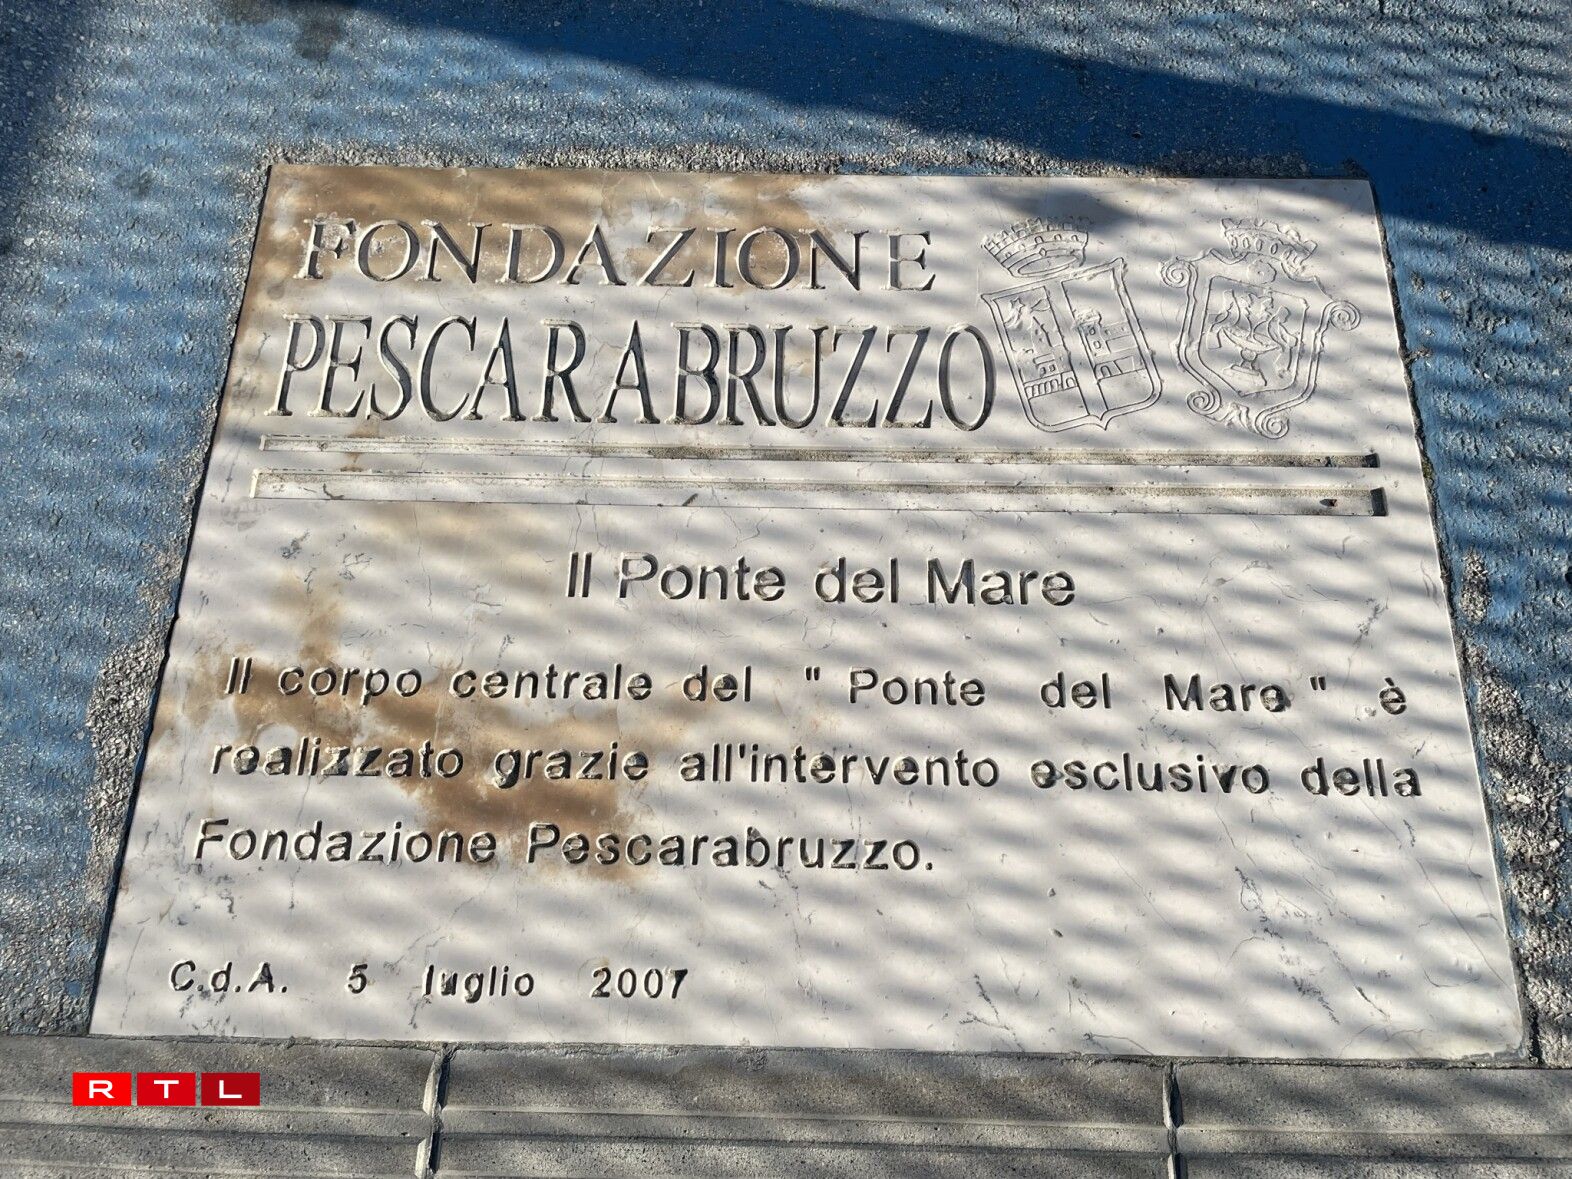 FONDAZIONE
PESCARABRUZZO
Il Ponte del Mare
Il corpo centrale del " Ponte del Mare " è
realizzato grazie all'intervento esclusivo della
Fondazione Pescarabruzzo.
C.d.A. 5 luglio 2007
RTL